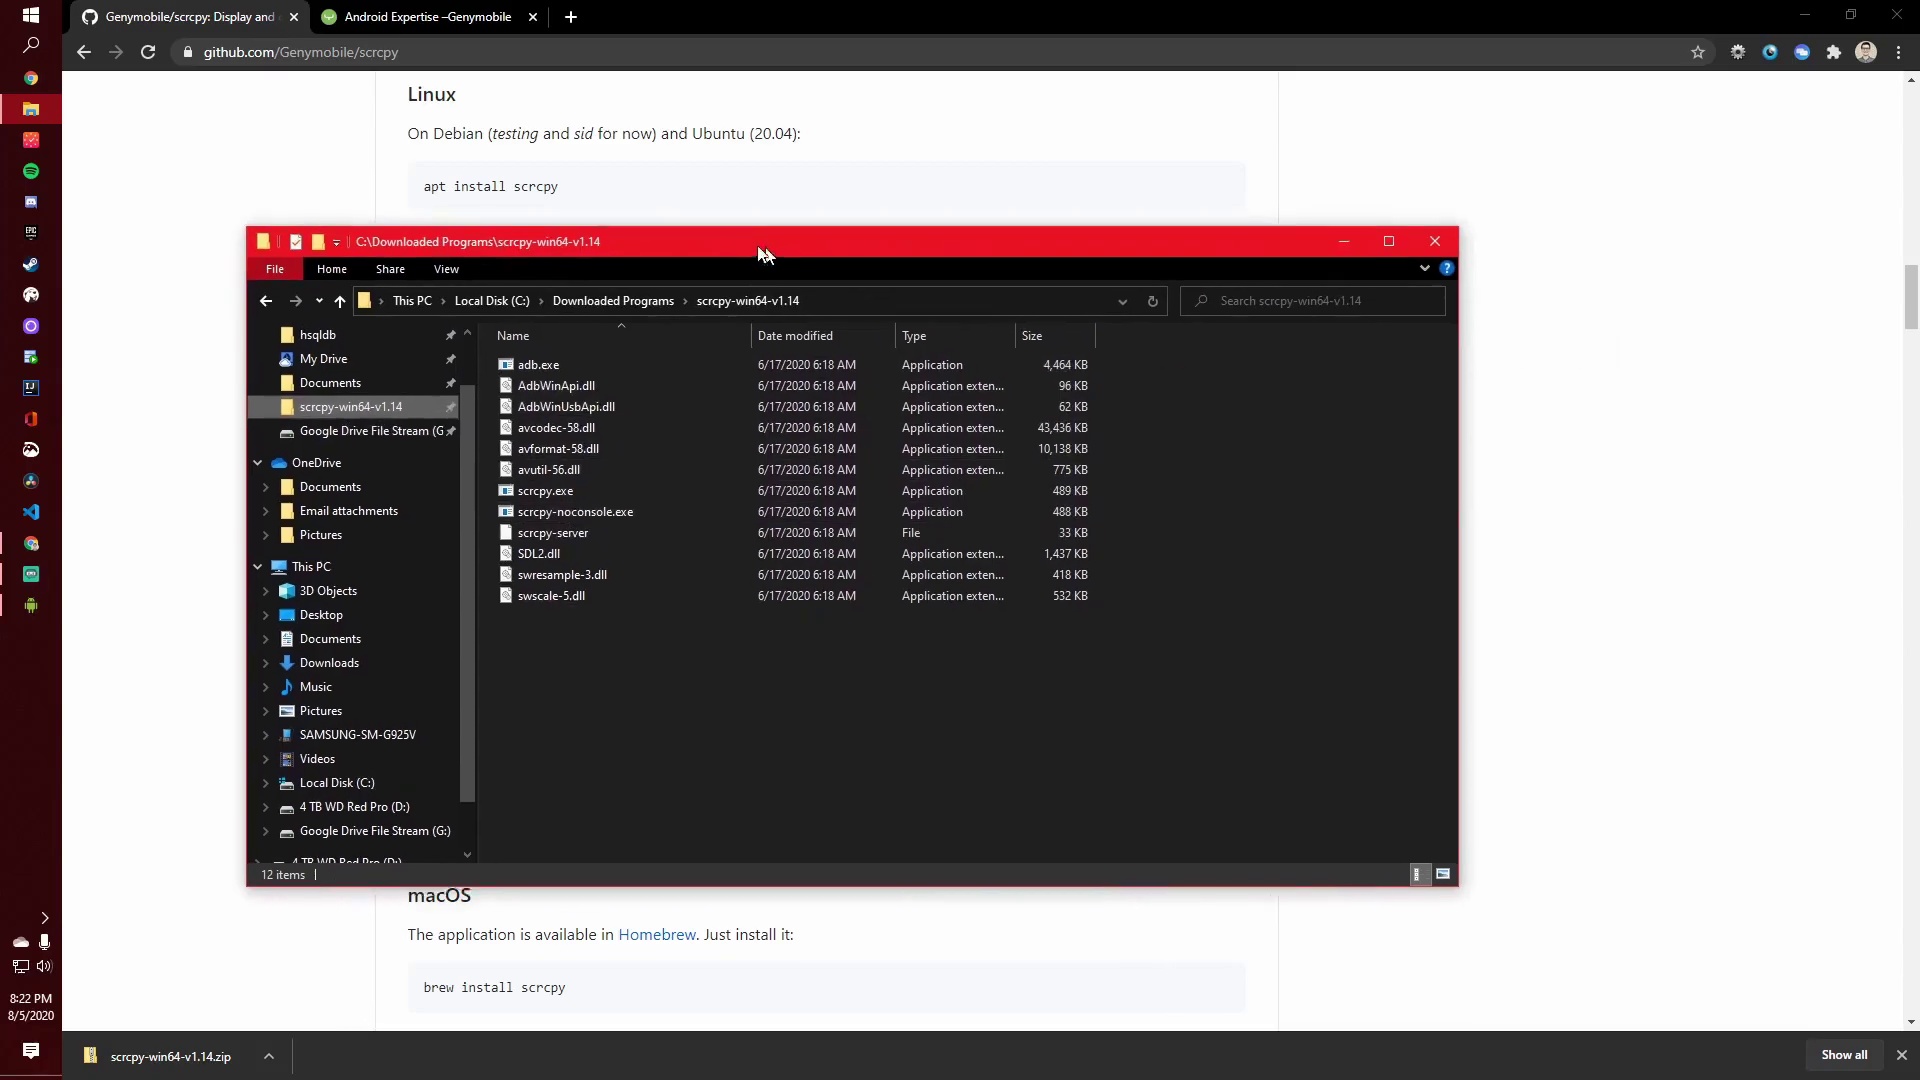 Genymobile/scrcpy: Display and
Android Expertise –Genymobile
github.com/Genymobile/scrcpy
Linux
On Debian (testing and sid for now) and Ubuntu (20.04):
apt install scrcpy
C:\Downloaded Programs\scrcpy-win64-v1.14
File Home Share View
This PC Local Disk (C:) Downloaded Programs scrcpy-win64-v1.14
Search scrcpy-win64-v1.14
hsqldb
My Drive
Documents
scrcpy-win64-v1.14
Google Drive File Stream (G
OneDrive
Documents
Email attachments
Pictures
This PC
3D Objects
Desktop
Documents
Downloads
Music
Pictures
SAMSUNG-SM-G925V
Videos
Local Disk (C:)
4 TB WD Red Pro (D:)
Google Drive File Stream (G:)
4 TB WD Red Pro (D:)
Name Date modified Type Size
adb.exe 6/17/2020 6:18 AM Application 4,464 KB
AdbWinApi.dll 6/17/2020 6:18 AM Application exten... 96 KB
AdbWinUsbApi.dll 6/17/2020 6:18 AM Application exten... 62 KB
avcodec-58.dll 6/17/2020 6:18 AM Application exten... 43,436 KB
avformat-58.dll 6/17/2020 6:18 AM Application exten... 10,138 KB
avutil-56.dll 6/17/2020 6:18 AM Application exten... 775 KB
scrcpy.exe 6/17/2020 6:18 AM Application 489 KB
scrcpy-noconsole.exe 6/17/2020 6:18 AM Application 488 KB
scrcpy-server 6/17/2020 6:18 AM File 33 KB
SDL2.dll 6/17/2020 6:18 AM Application exten... 1,437 KB
swresample-3.dll 6/17/2020 6:18 AM Application exten... 418 KB
swscale-5.dll 6/17/2020 6:18 AM Application exten... 532 KB
12 items
macOS
The application is available in Homebrew. Just install it:
brew install scrcpy
EPIC
IJ
8:22 PM
8/5/2020
scrcpy-win64-v1.14.zip
Show all